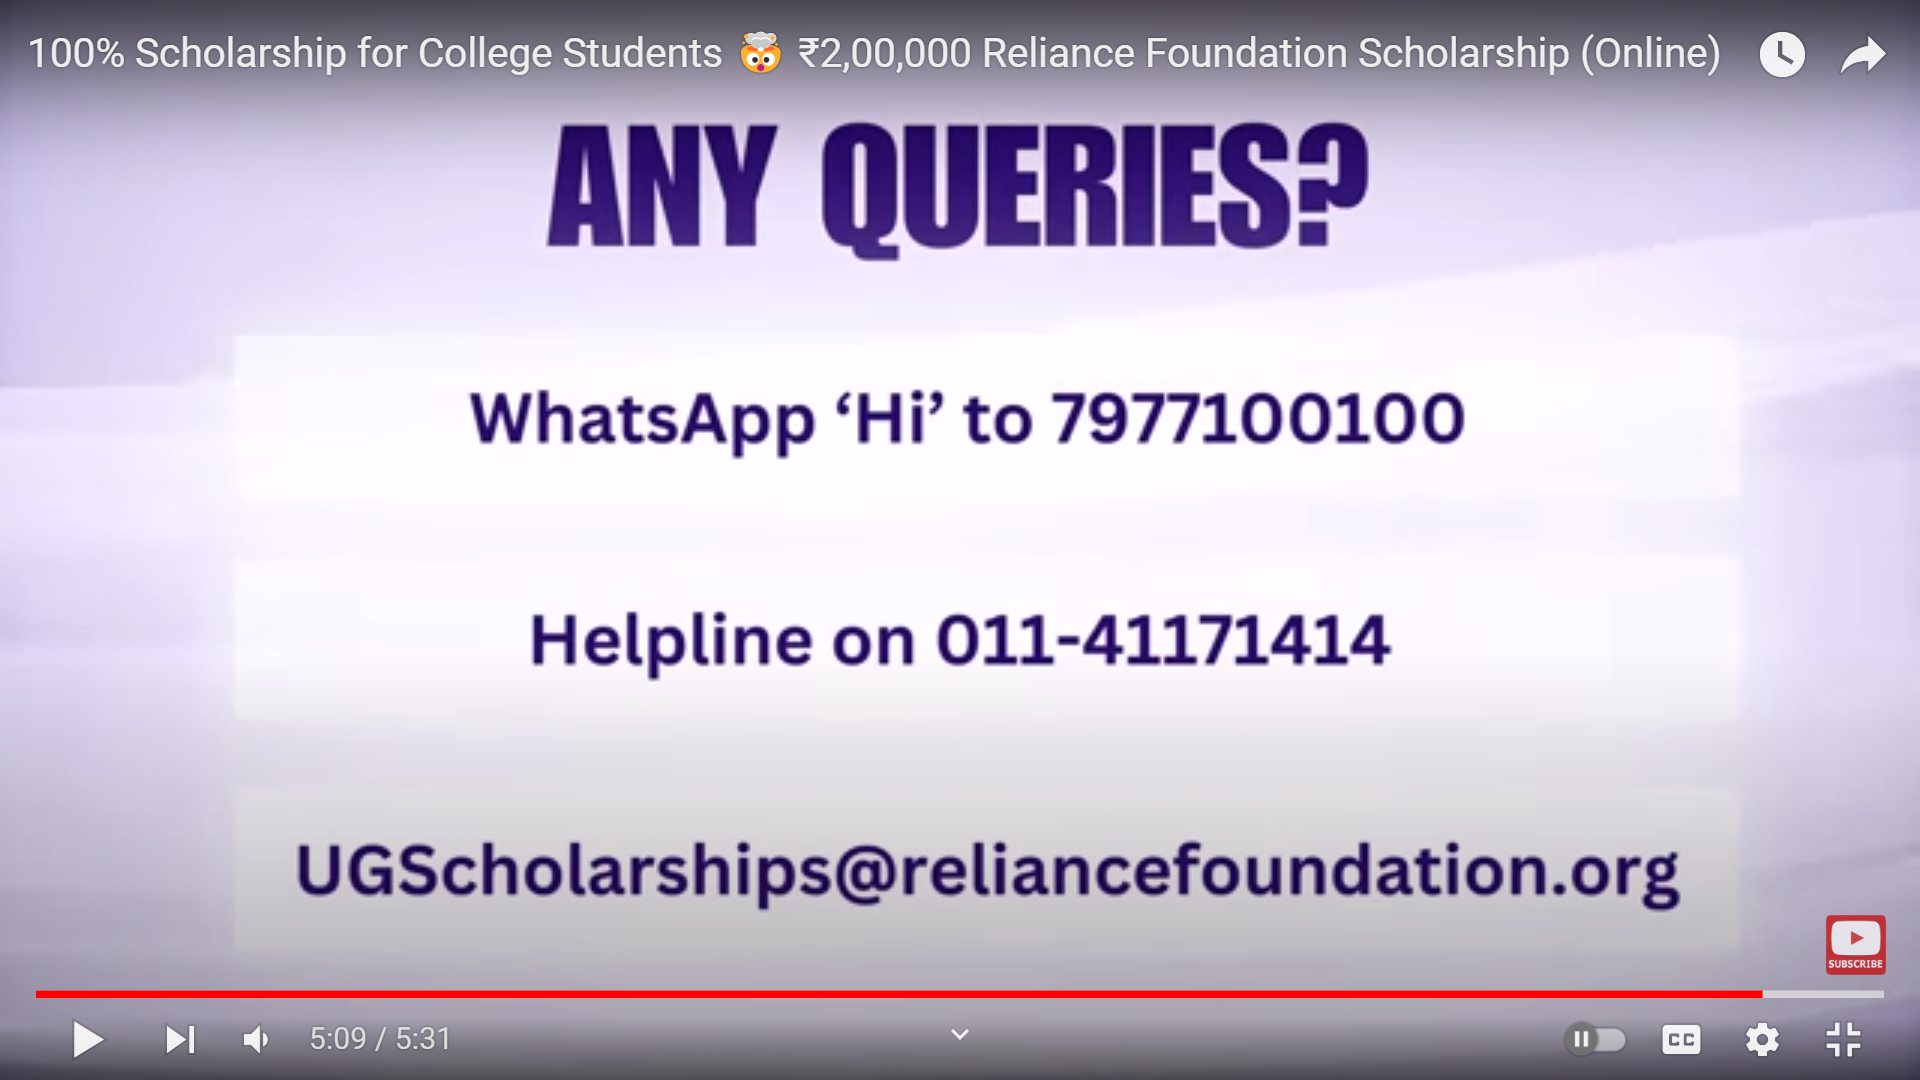 100% Scholarship for College Students 🤯 ₹2,00,000 Reliance Foundation Scholarship (Online)
ANY QUERIES?
WhatsApp ‘Hi’ to 7977100100
Helpline on 011-41171414
UGScholarships@reliancefoundation.org
SUBSCRIBE
5:09 / 5:31
CC